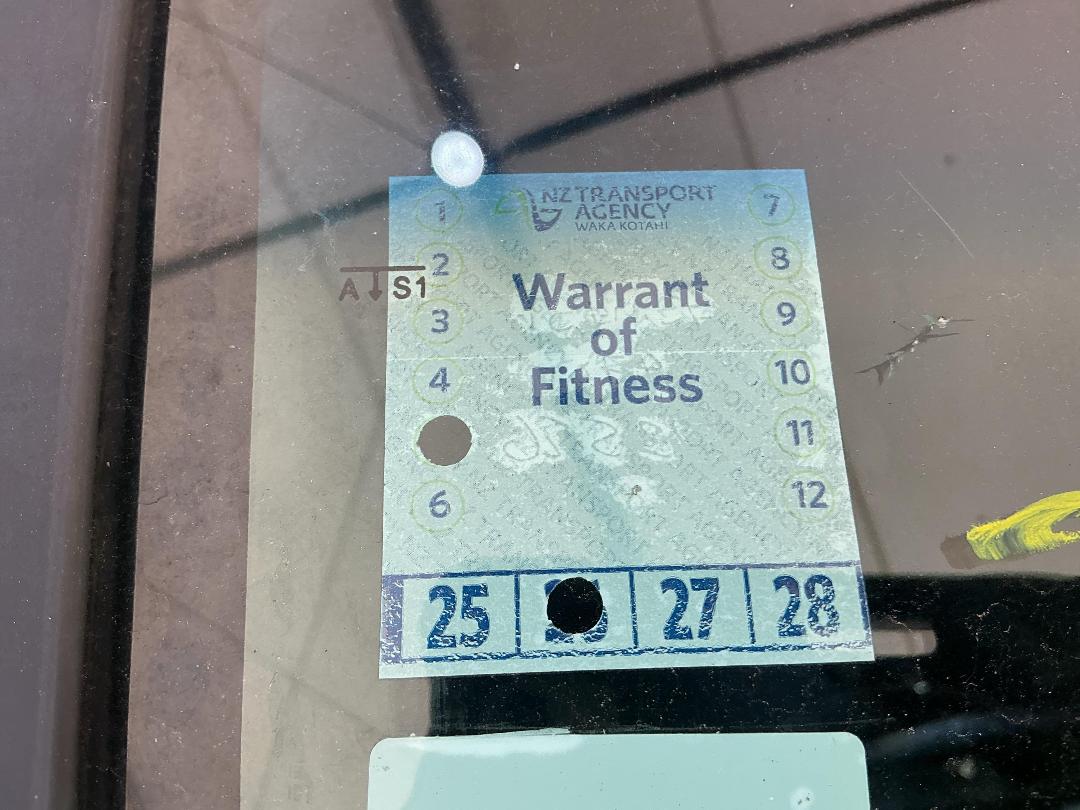 NZ TRANSPORT
AGENCY
WAKA KOTAHI
1
2
3
4
6
A S1
Warrant
of
Fitness
7
8
9
10
11
12
25
27
28